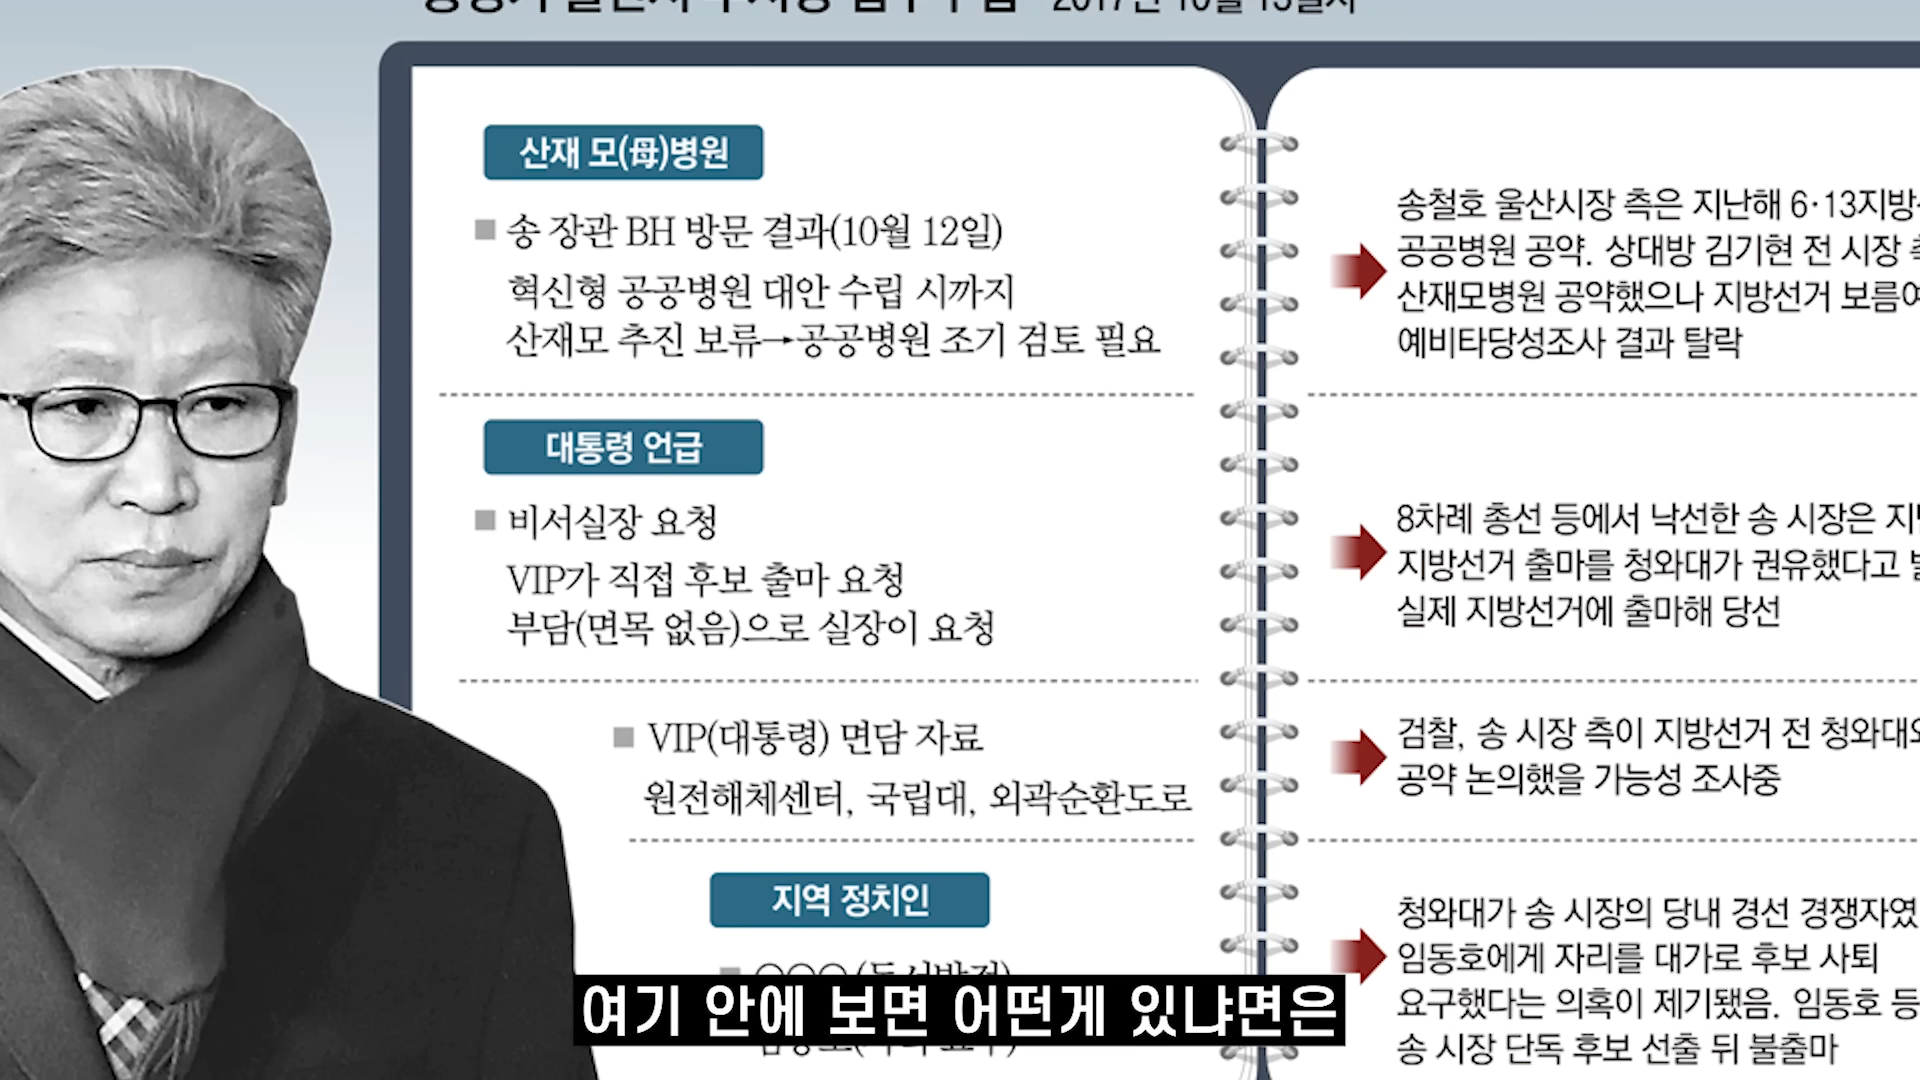 2017년 10월 13일자
산재 모(母)병원
송 장관 BH 방문 결과(10월 12일)
혁신형 공공병원 대안 수립 시까지
산재모 추진 보류→공공병원 조기 검토 필요
대통령 언급
비서실장 요청
VIP가 직접 후보 출마 요청
부담(면목 없음)으로 실장이 요청
VIP(대통령) 면담 자료
원전해체센터, 국립대, 외곽순환도로
지역 정치인
송철호 울산시장 측은 지난해 6·13지방
공공병원 공약. 상대방 김기현 전 시장
산재모병원 공약했으나 지방선거 보름
예비타당성조사 결과 탈락
8차례 총선 등에서 낙선한 송 시장은
지방선거 출마를 청와대가 권유했다고
실제 지방선거에 출마해 당선
검찰, 송 시장 측이 지방선거 전 청와대
공약 논의했을 가능성 조사중
청와대가 송 시장의 당내 경선 경쟁자였
임동호에게 자리를 대가로 후보 사퇴
요구했다는 의혹이 제기됐음. 임동호 등
송 시장 단독 후보 선출 뒤 불출마
여기 안에 보면 어떤게 있냐면은